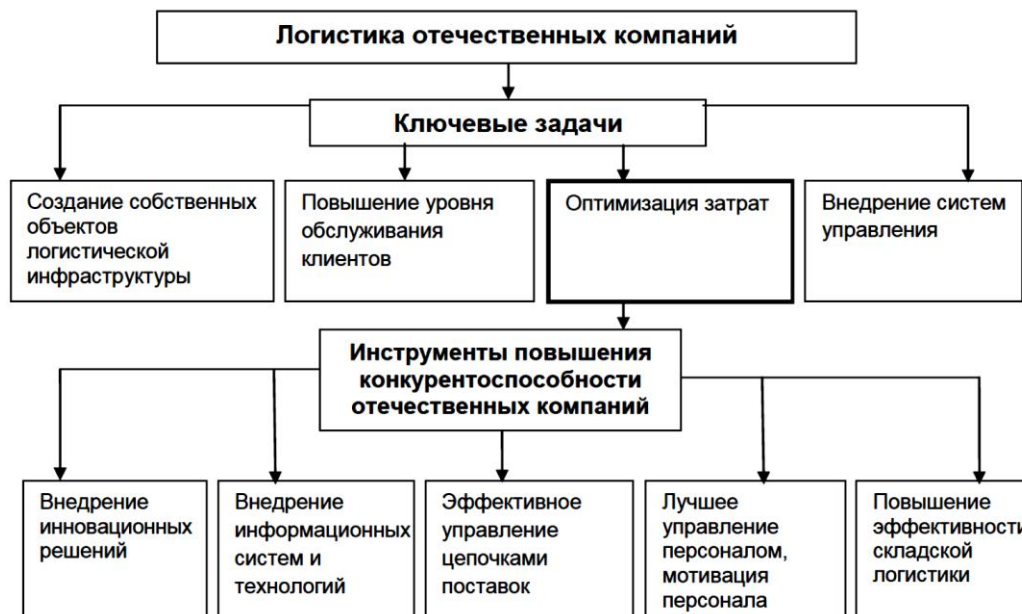 Логистика отечественных компаний
Ключевые задачи
Создание собственных
объектов
логистической
инфраструктуры
Повышение уровня
обслуживания
клиентов
Оптимизация затрат
Внедрение систем
управления
Инструменты повышения
конкурентоспособности
отечественных компаний
Внедрение
инновационных
решений
Внедрение
информационных
систем и
технологий
Эффективное
управление
цепочками
поставок
Лучшее
управление
персоналом,
мотивация
персонала
Повышение
эффективности
складской
логистики